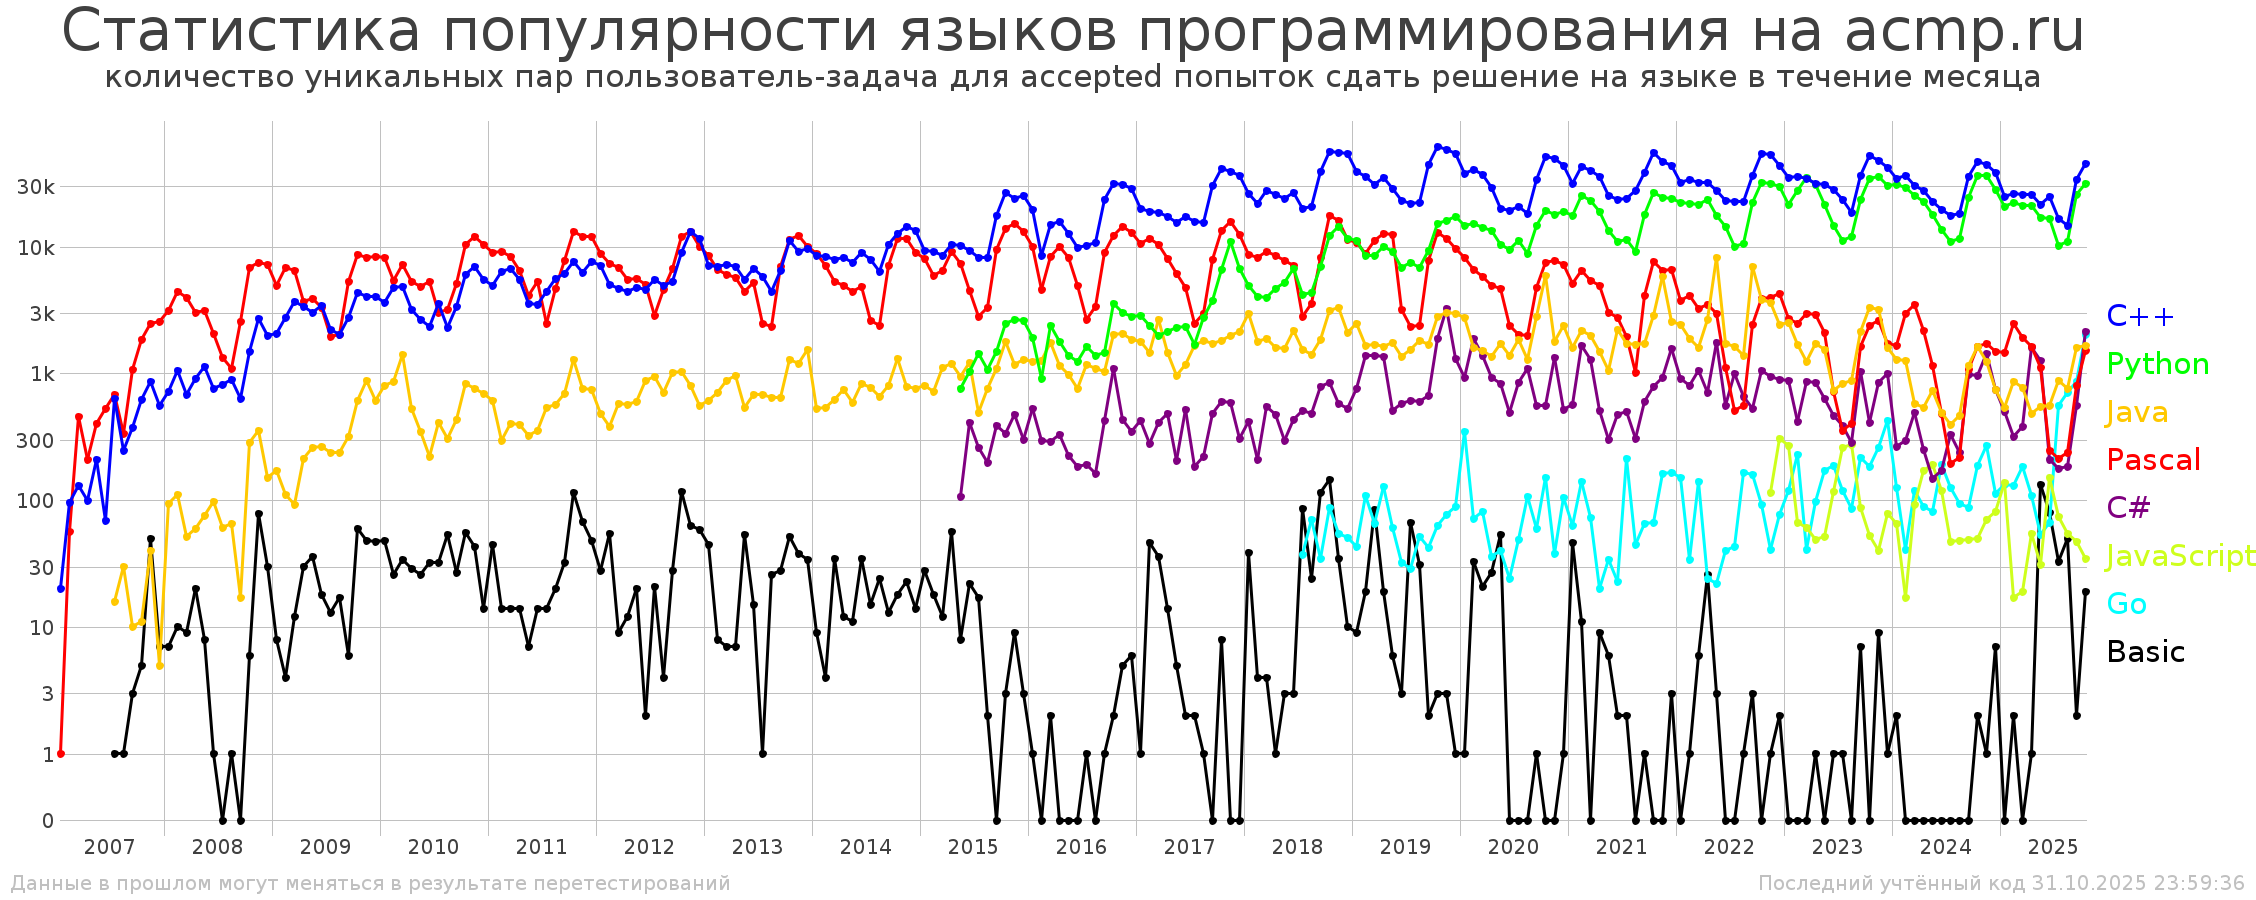 Статистика популярности языков программирования на acmp.ru
количество уникальных пар пользователь-задача для accepted попыток сдать решение на языке в течение месяца
30k
10k
3k
1k
300
100
30
10
3
1
0
C++
Python
Java
Pascal
C#
JavaScript
Go
Basic
2007 2008 2009 2010 2011 2012 2013 2014 2015 2016 2017 2018 2019 2020 2021 2022 2023 2024 2025
Данные в прошлом могут меняться в результате перетестирований
Последний учтённый код 31.10.2025 23:59:36